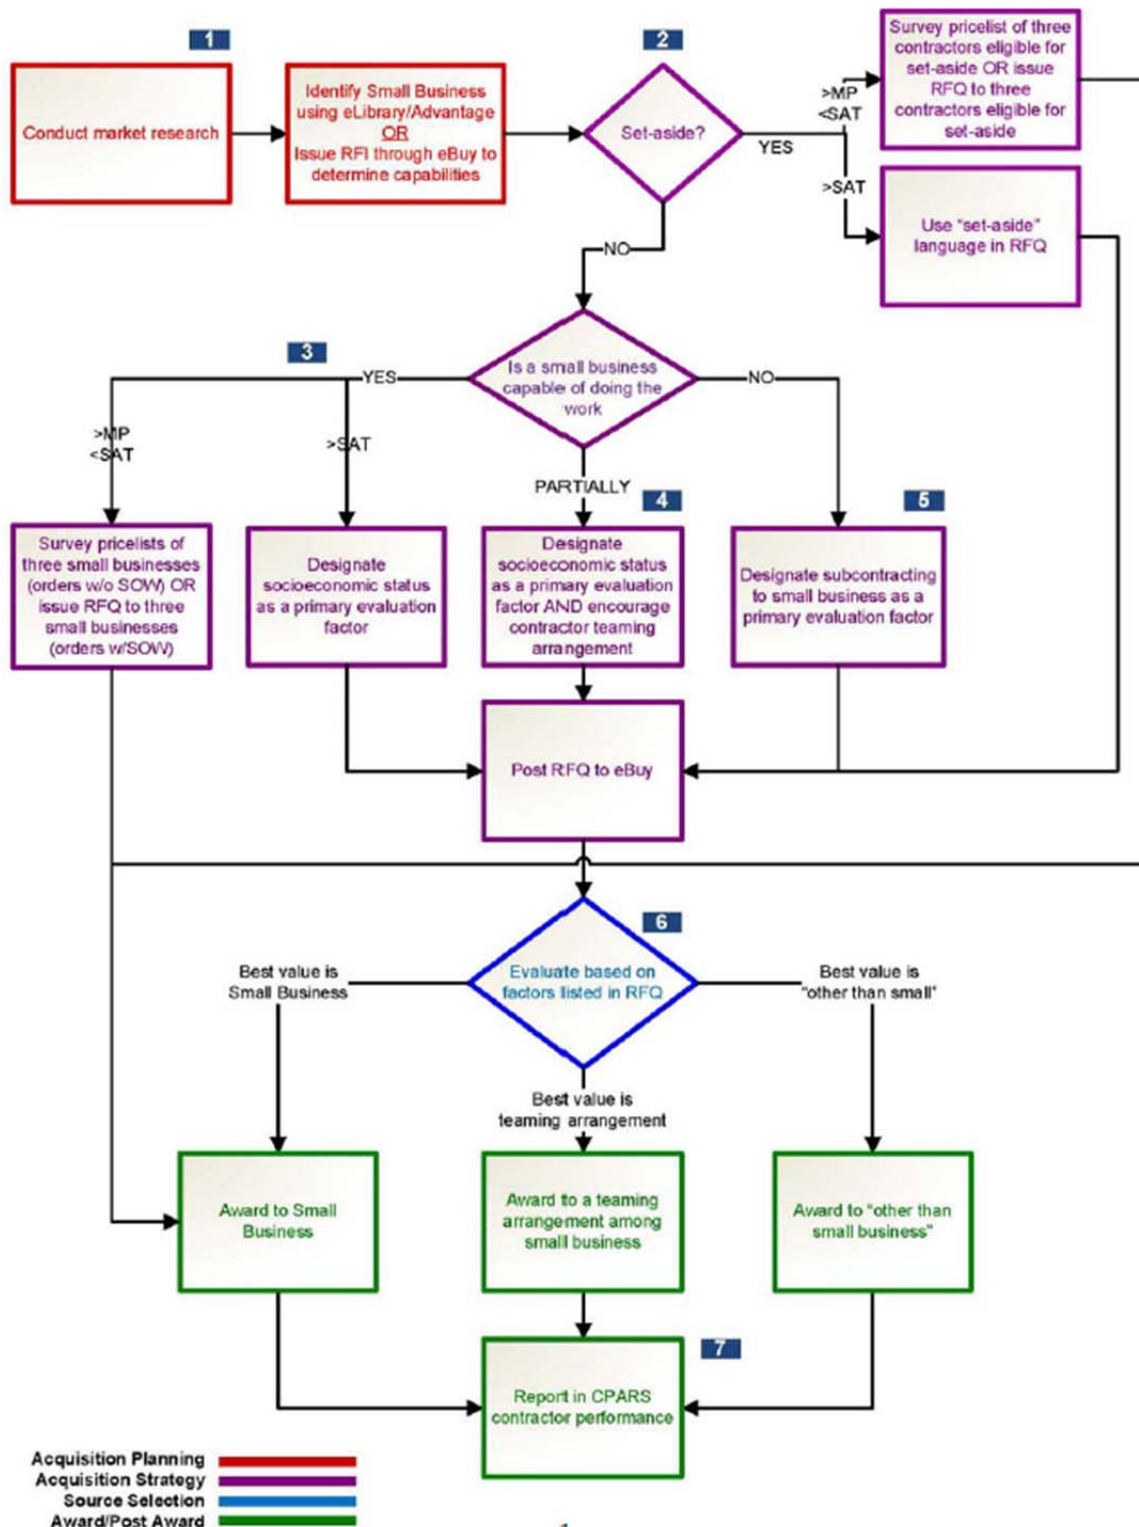 1
Conduct market research
Identify Small Business
using eLibrary/Advantage
OR
Issue RFI through eBuy to
determine capabilities
2
Set-aside?
YES
>MP
<SAT
Survey pricelist of three
contractors eligible for
set-aside OR issue
RFQ to three
contractors eligible for
set-aside
>SAT
Use "set-aside"
language in RFQ
NO
3
Is a small business
capable of doing the
work
YES
NO
>MP
<SAT
>SAT
PARTIALLY
4
5
Survey pricelists of
three small businesses
(orders w/o SOW) OR
issue RFQ to three
small businesses
(orders w/SOW)
Designate
socioeconomic status
as a primary evaluation
factor
Designate
socioeconomic status
as a primary evaluation
factor AND encourage
contractor teaming
arrangement
Designate subcontracting
to small business as a
primary evaluation factor
Post RFQ to eBuy
6
Evaluate based on
factors listed in RFQ
Best value is
Small Business
Best value is
"other than small"
Best value is
teaming arrangement
Award to Small
Business
Award to a teaming
arrangement among
small business
Award to "other than
small business"
7
Report in CPARS
contractor performance
Acquisition Planning
Acquisition Strategy
Source Selection
Award/Post Award